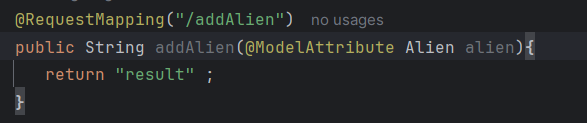 @RequestMapping("/addAlien") no usages
public String addAlien(@ModelAttribute Alien alien){
return "result" ;
}